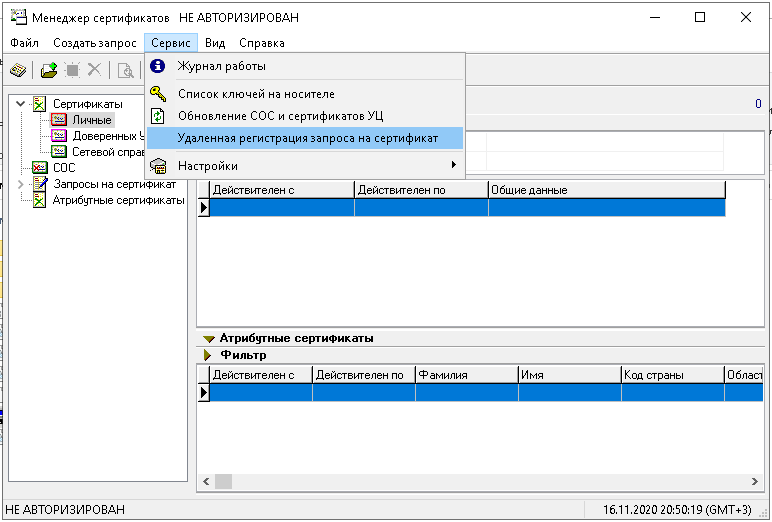 Менеджер сертификатов НЕ АВТОРИЗИРОВАН
Файл Создать запрос Сервис Вид Справка
Журнал работы
Список ключей на носителе
Обновление СОС и сертификатов УЦ
Удаленная регистрация запроса на сертификат
Настройки
0
Сертификаты
Личные
Доверенных У
Сетевой спра
СОС
Запросы на сертификат
Атрибутные сертификаты
Действителен с Действителен по Общие данные
Атрибутные сертификаты
Фильтр
Действителен с Действителен по Фамилия Имя Код страны Област
НЕ АВТОРИЗИРОВАН 16.11.2020 20:50:19 (GMT+3)